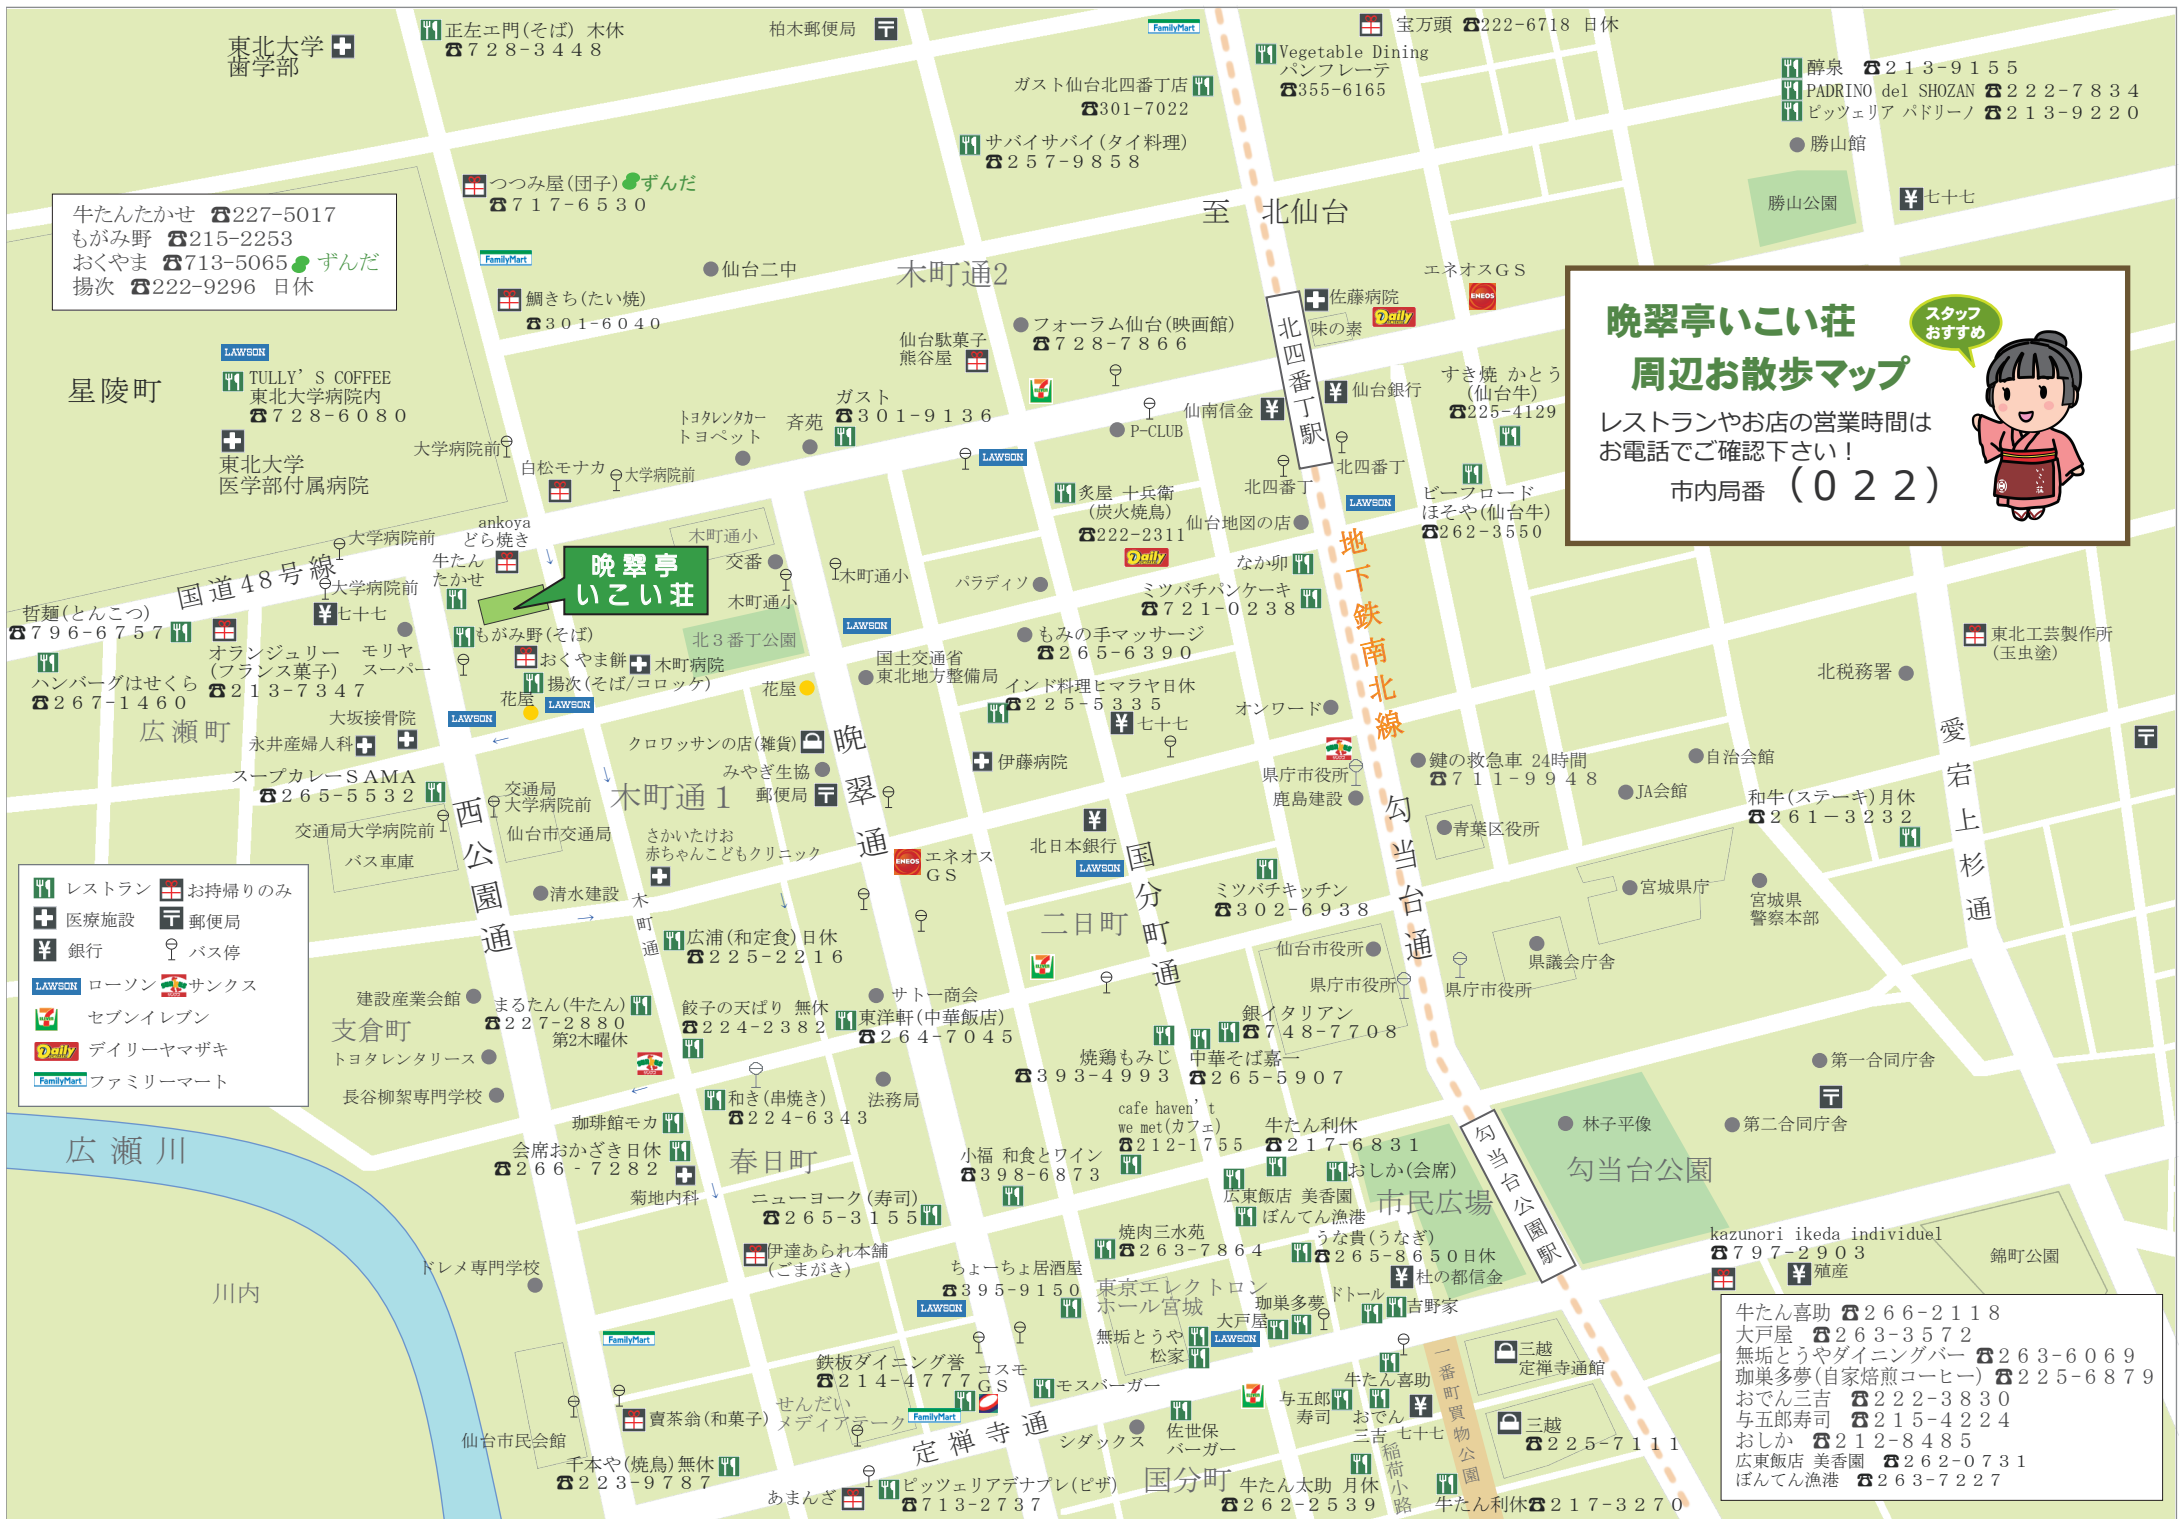 東北大学
歯学部
正左エ門(そば) 木休
☎728-3448
柏木郵便局
FamilyMart
宝万頭 ☎222-6718 日休
Vegetable Dining
パンフレーテ
☎355-6165
ガスト仙台北四番丁店
☎301-7022
醇泉 ☎213-9155
PADRINO del SHOZAN ☎222-7834
ピッツェリア パドリーノ ☎213-9220
勝山館
サバイサバイ(タイ料理)
☎257-9858
つつみ屋(団子) ずんだ
☎717-6530
至 北仙台
勝山公園
七十七
牛たんたかせ ☎227-5017
もがみ野 ☎215-2253
おくやま ☎713-5065 ずんだ
揚次 ☎222-9296 日休
FamilyMart
仙台二中
木町通2
エネオスGS
ENEOS
鯛きち(たい焼)
☎301-6040
佐藤病院
Daily
味の素
北四番丁駅
フォーラム仙台(映画館)
☎728-7866
仙台駄菓子
熊谷屋
晩翠亭いこい荘
周辺お散歩マップ
スタッフ
おすすめ
レストランやお店の営業時間は
お電話でご確認下さい!
市内局番 (022)
LAWSON
TULLY'S COFFEE
東北大学病院内
☎728-6080
星陵町
東北大学
医学部付属病院
ガスト
☎301-9136
トヨタレンタカー
トヨペット
斉苑
仙南信金
仙台銀行
P-CLUB
すき焼 かとう
(仙台牛)
☎225-4129
大学病院前
白松モナカ
大学病院前
LAWSON
北四番丁
北四番丁
LAWSON
ビーフロード
ほそや(仙台牛)
☎262-3550
炙屋 十兵衛
(炭火焼鳥)
☎222-2311
仙台地図の店
Daily
ankoya
どら焼き
大学病院前
国道48号線
大学病院前
牛たん
たかせ
晩翠亭
いこい荘
木町通小
交番
木町通小
木町通小
パラディソ
なか卯
ミツバチパンケーキ
☎721-0238
地下鉄南北線
哲麺(とんこつ)
☎796-6757
七十七
オランジュリー
(フランス菓子)
☎213-7347
モリヤ
スーパー
もがみ野(そば)
おくやま餅
木町病院
揚次(そば/コロッケ)
花屋
LAWSON
LAWSON
北3番丁公園
LAWSON
花屋
国土交通省
東北地方整備局
もみの手マッサージ
☎265-6390
インド料理ヒマラヤ日休
☎225-5335
七十七
オンワード
東北工芸製作所
(玉虫塗)
北税務署
ハンバーグはせくら
☎267-1460
広瀬町
大坂接骨院
永井産婦人科
スープカレーSAMA
☎265-5532
クロワッサンの店(雑貨)
みやぎ生協
郵便局
晩翠通
伊藤病院
県庁市役所
鹿島建設
鍵の救急車 24時間
☎711-9948
自治会館
JA会館
和牛(ステーキ)月休
☎261-3232
愛宕上杉通
交通局
大学病院前
木町通1
交通局大学病院前
仙台市交通局
バス車庫
西公園通
さかいたけお
赤ちゃんこどもクリニック
ENEOS
エネオス
GS
北日本銀行
LAWSON
国分町通
青葉区役所
勾当台通
宮城県庁
宮城県
警察本部
ミツバチキッチン
☎302-6938
レストラン
お持帰りのみ
医療施設
郵便局
銀行
バス停
LAWSON ローソン
サンクス
セブンイレブン
Daily デイリーヤマザキ
FamilyMart ファミリーマート
清水建設
木町通
広浦(和定食)日休
☎225-2216
二日町
仙台市役所
県庁市役所
県庁市役所
県議会庁舎
建設産業会館
支倉町
まるたん(牛たん)
☎227-2880
第2木曜休
餃子の天ぱり 無休
☎224-2382
サトー商会
東洋軒(中華飯店)
☎264-7045
銀イタリアン
☎748-7708
トヨタレンタリース
長谷柳絮専門学校
焼鶏もみじ
☎393-4993
中華そば嘉一
☎265-5907
第一合同庁舎
和き(串焼き)
☎224-6343
法務局
cafe haven't
we met(カフェ)
☎212-1755
牛たん利休
☎217-6831
林子平像
第二合同庁舎
広瀬川
珈琲館モカ
会席おかざき日休
☎266-7282
菊地内科
春日町
小福 和食とワイン
☎398-6873
おしか(会席)
市民広場
勾当台公園駅
勾当台公園
広東飯店 美香園
ぼんてん漁港
ニューヨーク(寿司)
☎265-3155
焼肉三水苑
☎263-7864
うな貴(うなぎ)
☎265-8650日休
杜の都信金
kazunori ikeda individuel
☎797-2903
殖産
錦町公園
伊達あられ本舗
(ごまがき)
ドレメ専門学校
川内
ちょーちょ居酒屋
☎395-9150
LAWSON
東京エレクトロン
ホール宮城
珈巣多夢
ドトール
吉野家
大戸屋
無垢とうや
LAWSON
松家
FamilyMart
鉄板ダイニング誉
☎214-4777
コスモ
GS
モスバーガー
一番町買物公園
三越
定禅寺通館
牛たん喜助
賣茶翁(和菓子)
せんだい
メディアテーク
FamilyMart
定禅寺通
シダックス
佐世保
バーガー
与五郎
寿司
おでん
三吉
七十七
三越
☎225-7111
仙台市民会館
千本や(焼鳥)無休
☎223-9787
あまんざ
ピッツェリアデナプレ(ピザ)
☎713-2737
国分町
牛たん太助 月休
☎262-2539
稲荷小路
牛たん利休☎217-3270
牛たん喜助 ☎266-2118
大戸屋 ☎263-3572
無垢とうやダイニングバー ☎263-6069
珈巣多夢(自家焙煎コーヒー) ☎225-6879
おでん三吉 ☎222-3830
与五郎寿司 ☎215-4224
おしか ☎212-8485
広東飯店 美香園 ☎262-0731
ぼんてん漁港 ☎263-7227